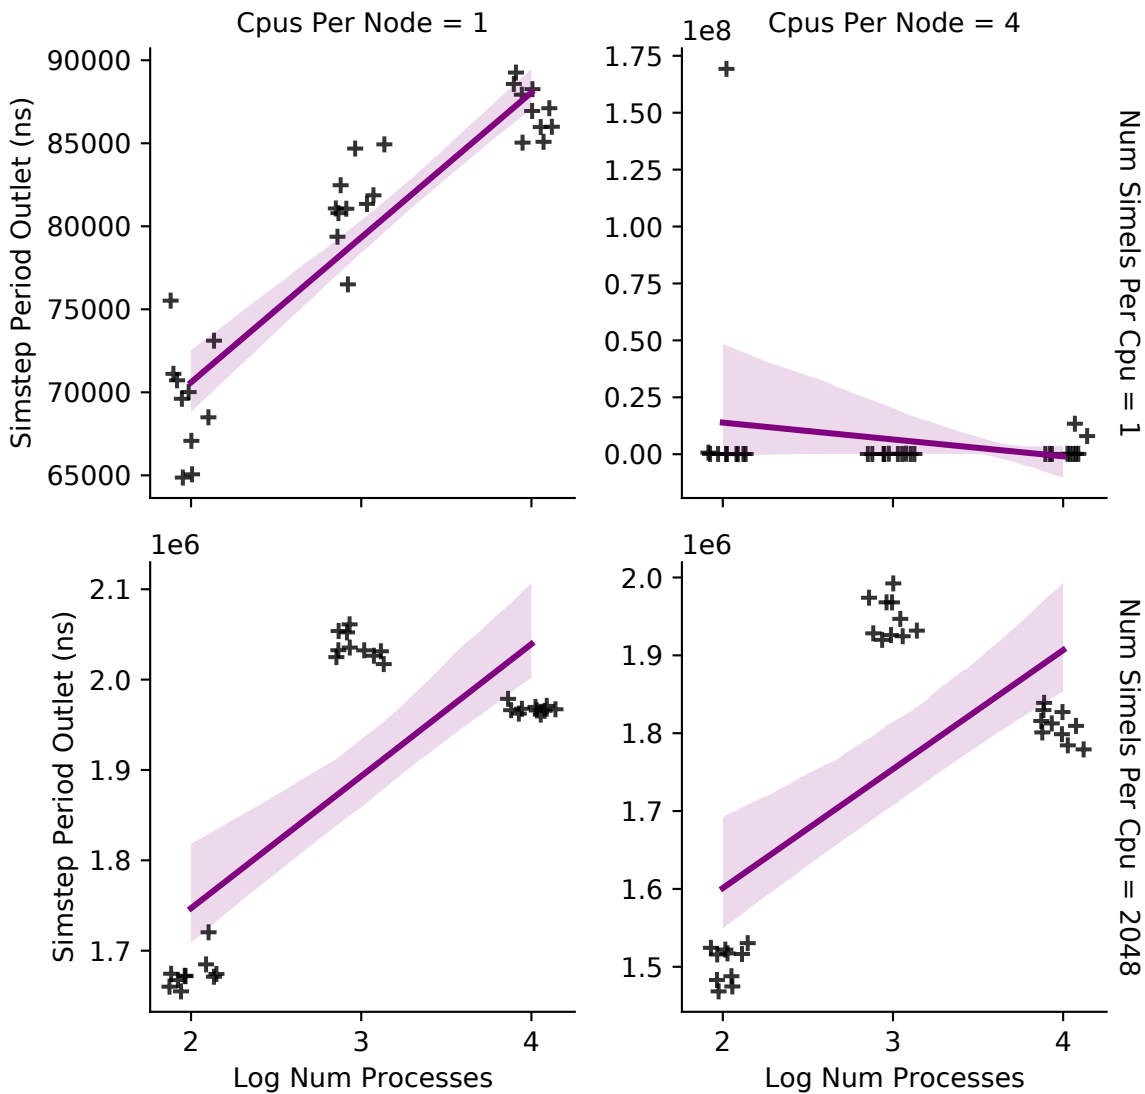 Cpus Per Node = 1
Cpus Per Node = 4
1e8
90000
85000
80000
75000
70000
65000
Simstep Period Outlet (ns)
1.75
1.50
1.25
1.00
0.75
0.50
0.25
0.00
Num Simels Per Cpu = 1
1e6
2.1
2.0
1.9
1.8
1.7
Simstep Period Outlet (ns)
2
3
4
Log Num Processes
1e6
2.0
1.9
1.8
1.7
1.6
1.5
2
3
4
Log Num Processes
Num Simels Per Cpu = 2048